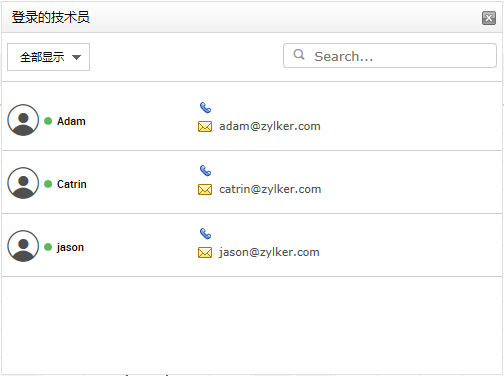 登录的技术员
全部显示
Search...
Adam
adam@zylker.com
Catrin
catrin@zylker.com
jason
jason@zylker.com